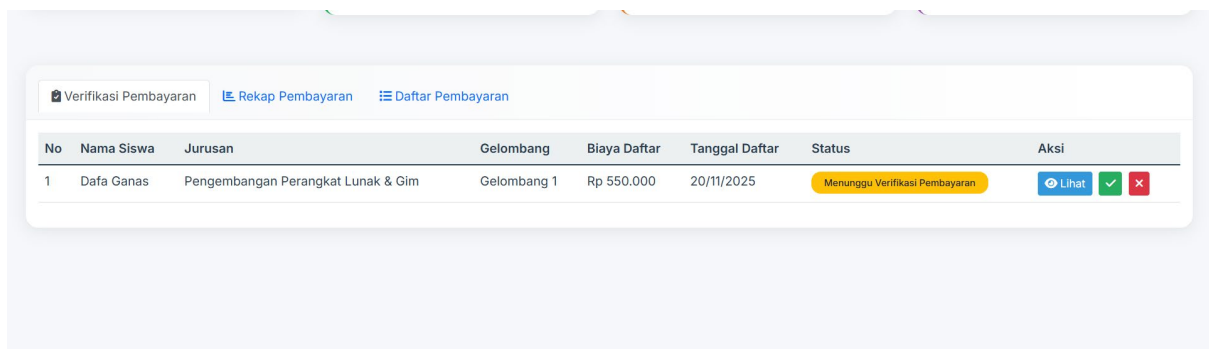 Verifikasi Pembayaran Rekap Pembayaran Daftar Pembayaran
No Nama Siswa Jurusan Gelombang Biaya Daftar Tanggal Daftar Status Aksi
1 Dafa Ganas Pengembangan Perangkat Lunak & Gim Gelombang 1 Rp 550.000 20/11/2025 Menunggu Verifikasi Pembayaran Lihat